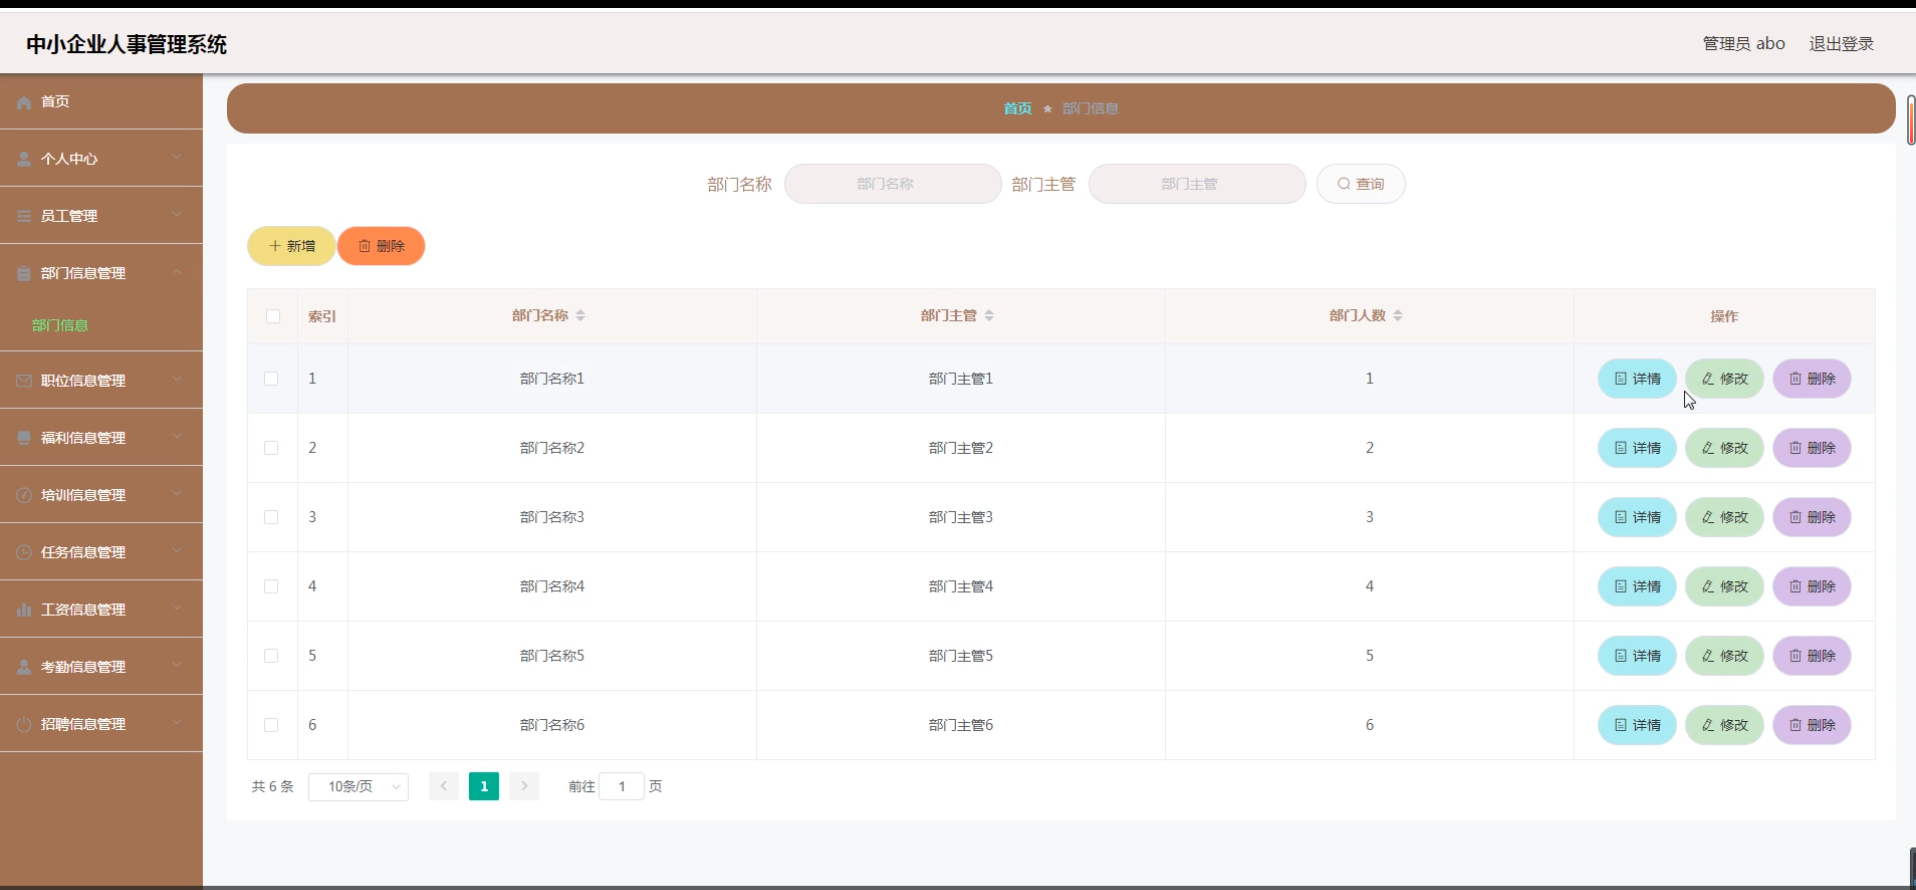 中小企业人事管理系统
管理员 abo 退出登录
首页
个人中心
员工管理
部门信息管理
部门信息
职位信息管理
福利信息管理
培训信息管理
任务信息管理
工资信息管理
考勤信息管理
招聘信息管理
首页 ★ 部门信息
部门名称 部门名称 部门主管 部门主管 查询
新增 删除
索引 部门名称 部门主管 部门人数 操作
1 部门名称1 部门主管1 1 详情 修改 删除
2 部门名称2 部门主管2 2 详情 修改 删除
3 部门名称3 部门主管3 3 详情 修改 删除
4 部门名称4 部门主管4 4 详情 修改 删除
5 部门名称5 部门主管5 5 详情 修改 删除
6 部门名称6 部门主管6 6 详情 修改 删除
共 6 条 10条/页 1 前往 1 页